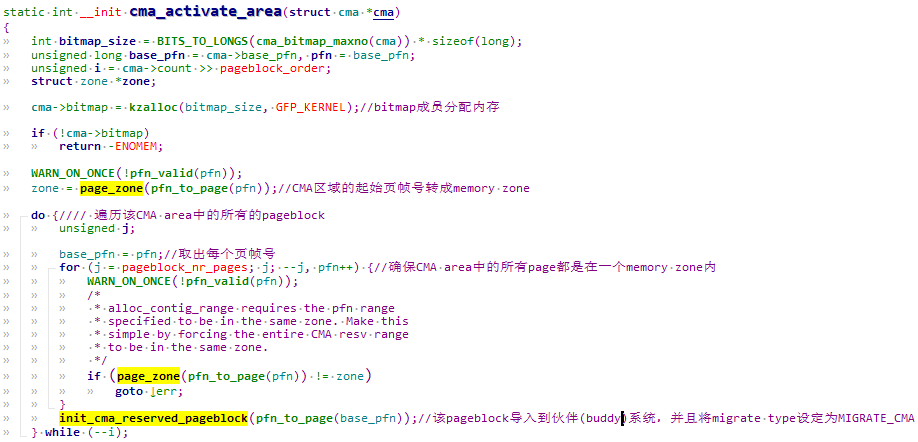 static int __init cma_activate_area(struct cma *cma)
{
int bitmap_size = BITS_TO_LONGS(cma_bitmap_maxno(cma)) * sizeof(long);
unsigned long base_pfn = cma->base_pfn, pfn = base_pfn;
unsigned i = cma->count >> pageblock_order;
struct zone *zone;
cma->bitmap = kzalloc(bitmap_size, GFP_KERNEL);//bitmap成员分配内存
if (!cma->bitmap)
return -ENOMEM;
WARN_ON_ONCE(!pfn_valid(pfn));
zone = page_zone(pfn_to_page(pfn));//CMA区域的起始页帧号转成memory zone
do {//// 遍历该CMA area中的所有的pageblock
unsigned j;
base_pfn = pfn;//取出每个页帧号
for (j = pageblock_nr_pages; j; --j, pfn++) {//确保CMA area中的所有page都是在一个memory zone内
WARN_ON_ONCE(!pfn_valid(pfn));
/*
* alloc_contig_range requires the pfn range
* specified to be in the same zone. Make this
* simple by forcing the entire CMA resv range
* to be in the same zone.
*/
if (page_zone(pfn_to_page(pfn)) != zone)
goto err;
}
init_cma_reserved_pageblock(pfn_to_page(base_pfn));//该pageblock导入到伙伴(buddy)系统，并且将migrate type设定为MIGRATE_CMA
} while (--i);